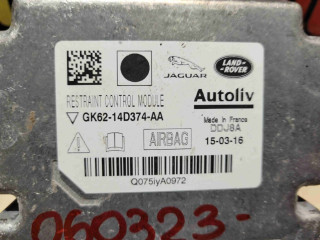 JAGUAR
LAND-
ROVER
RESTRAINT CONTROL MODULE
GK62-14D374-AA
Autoliv
Made in France
DDJ8A
AIRBAG
15-03-16
Q075iyA0972
060323-